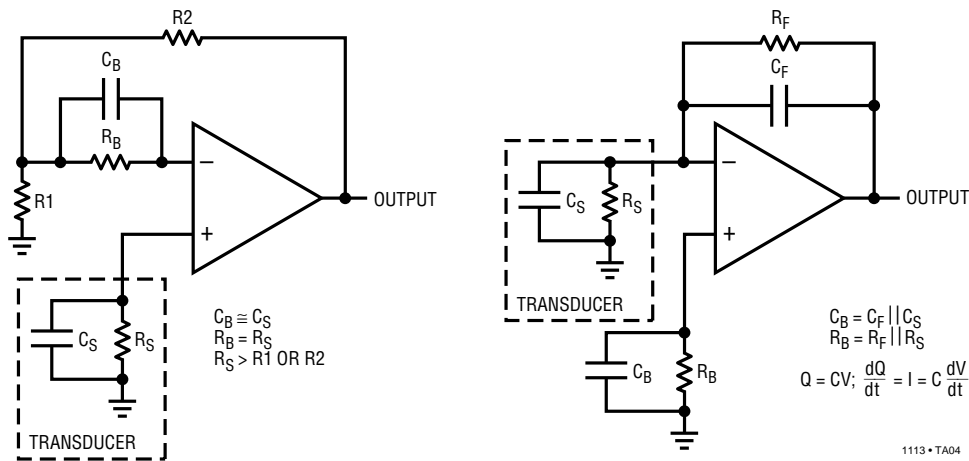 R2
C_B
R_B
−
R1
OUTPUT
+
C_S
R_S
C_B ≅ C_S
R_B = R_S
R_S > R1 OR R2
TRANSDUCER
R_F
C_F
−
C_S
R_S
OUTPUT
+
TRANSDUCER
C_B
R_B
C_B = C_F || C_S
R_B = R_F || R_S
Q = CV; dQ/dt = I = C dV/dt
1113 • TA04